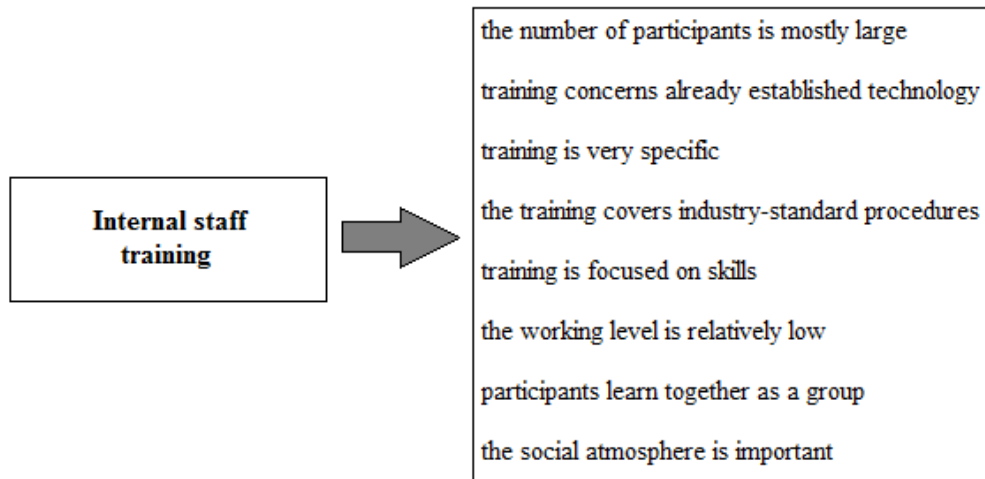 Internal staff
training
the number of participants is mostly large
training concerns already established technology
training is very specific
the training covers industry-standard procedures
training is focused on skills
the working level is relatively low
participants learn together as a group
the social atmosphere is important